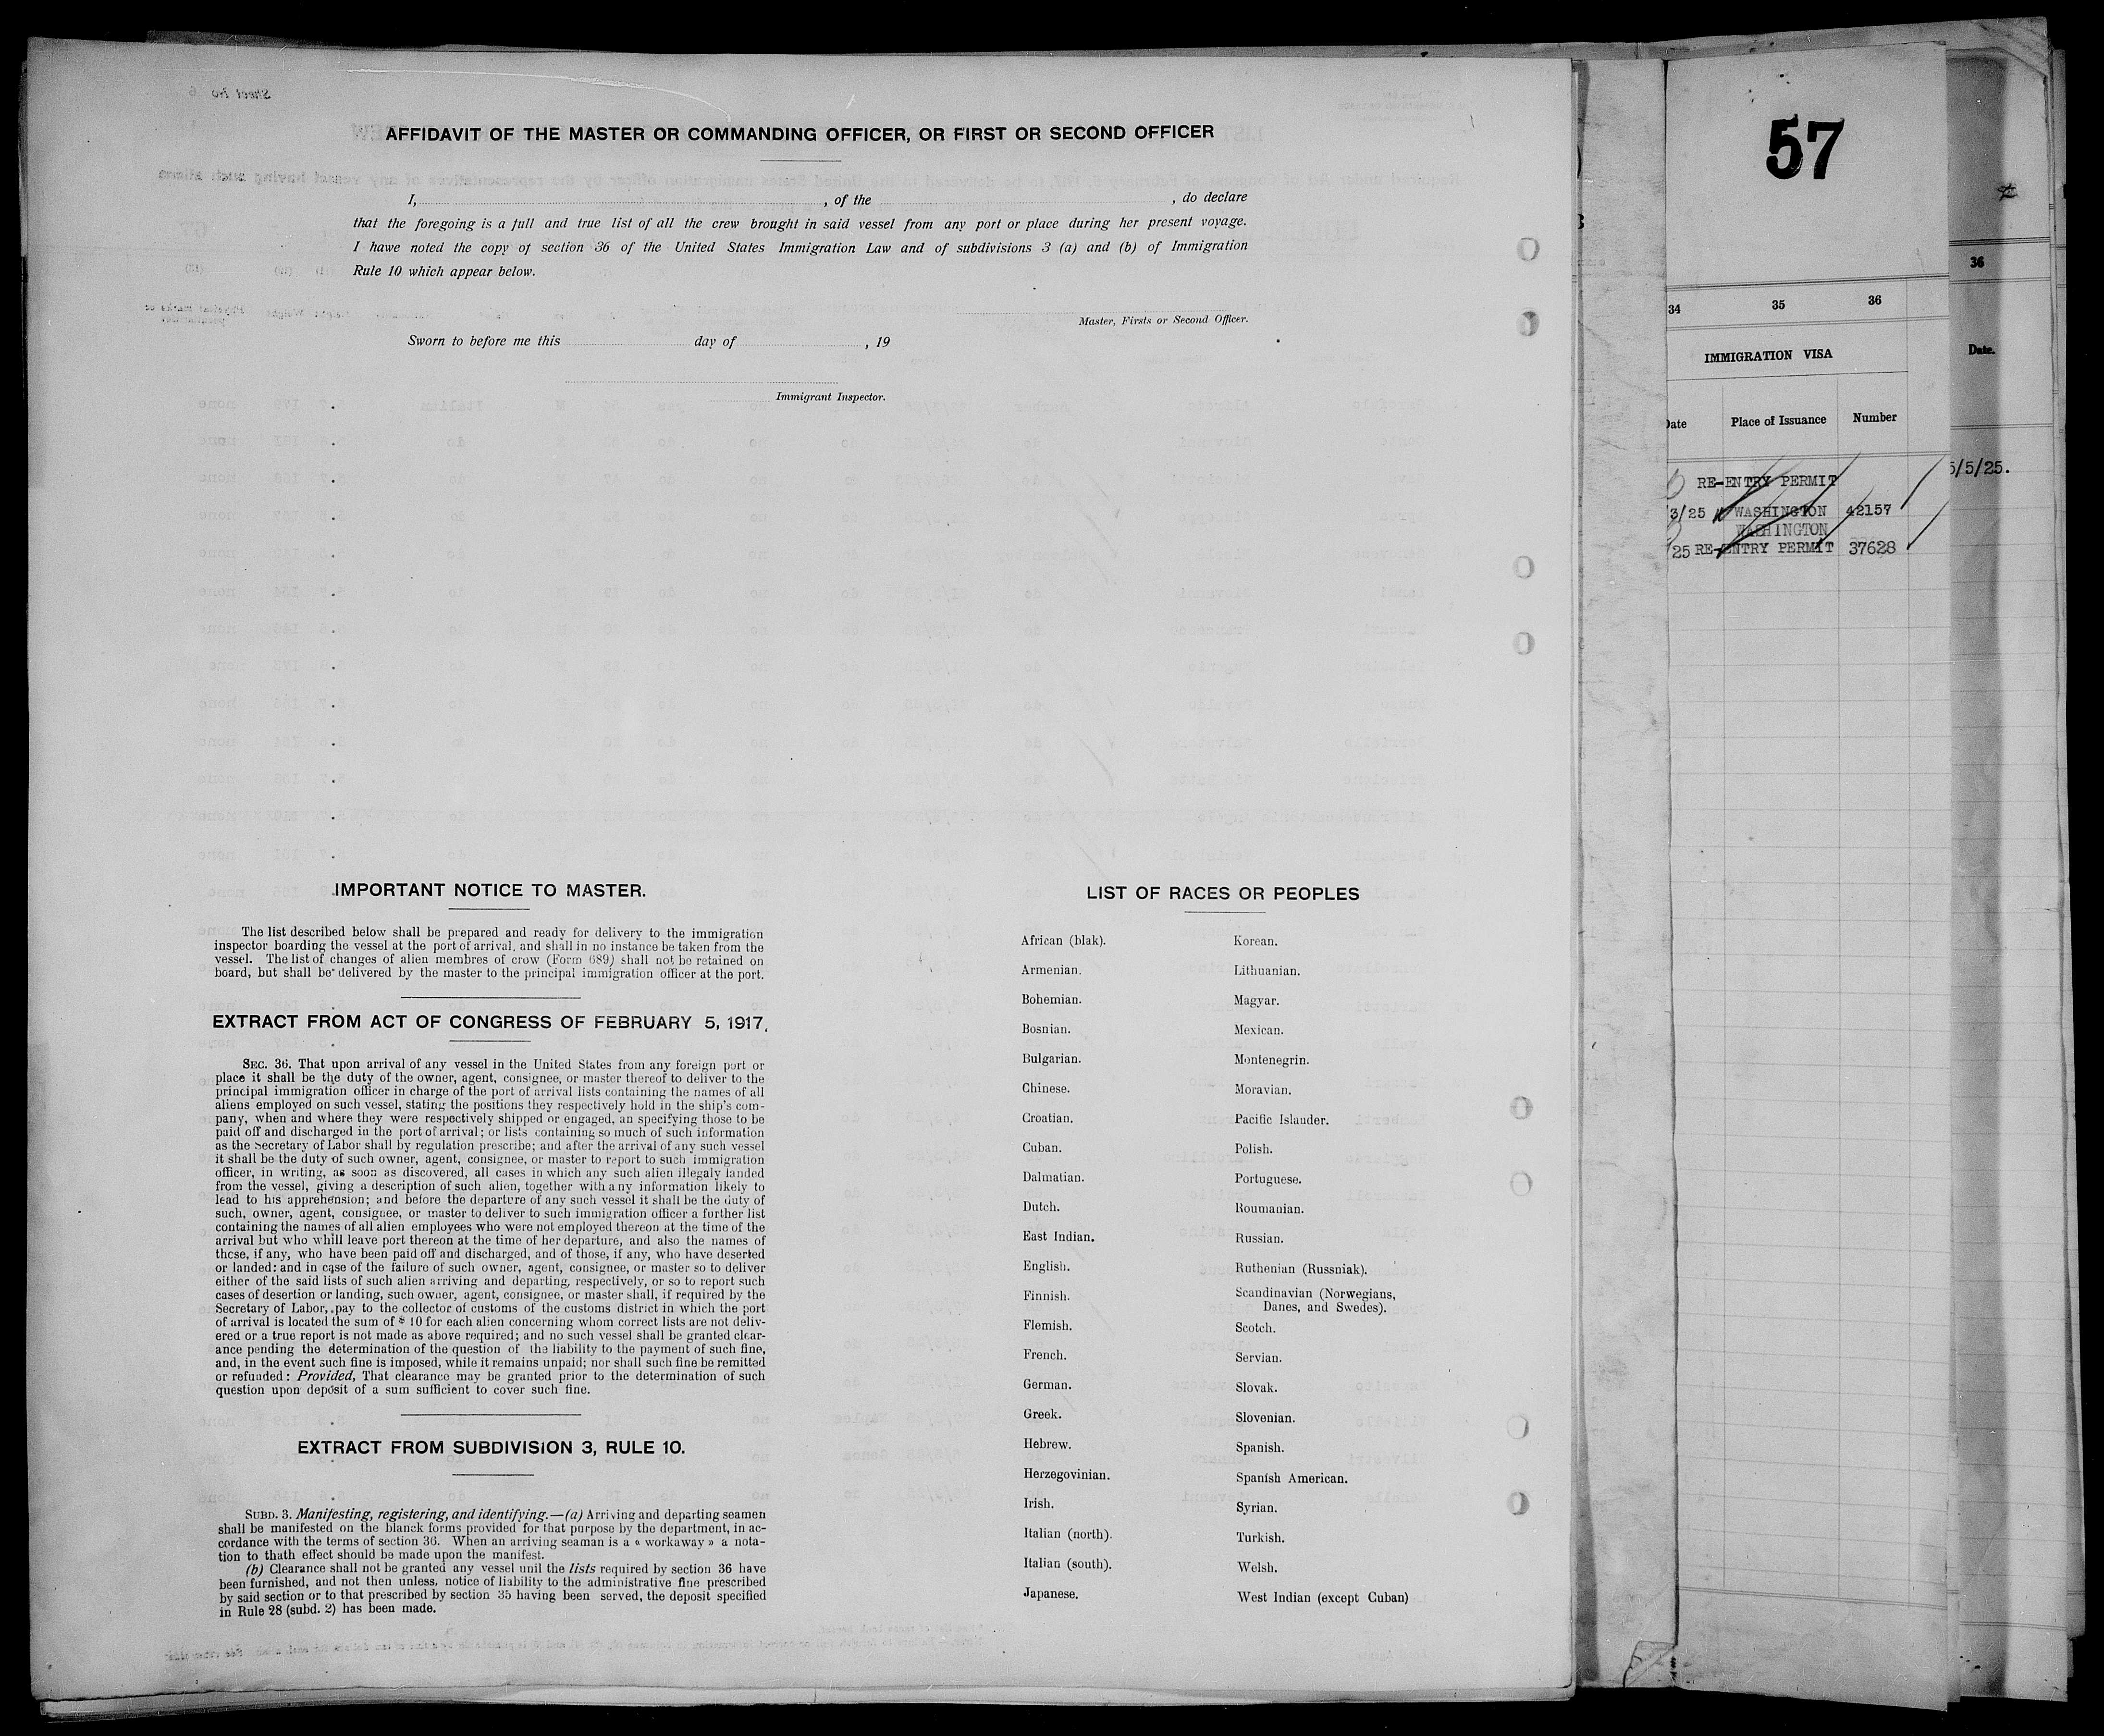 AFFIDAVIT OF THE MASTER OR COMMANDING OFFICER, OR FIRST OR SECOND OFFICER
I, , of the , do declare
that the foregoing is a full and true list of all the crew brought in said vessel from any port or place during her present voyage.
I hawe noted the copy of section 36 of the United States Immigration Law and of subdivisions 3 (a) and (b) of Immigration
Rule 10 which appear below.
Master, Firsts or Second Officer.
Sworn to before me this day of , 19
Immigrant Inspector.
IMPORTANT NOTICE TO MASTER.
The list described below shall be prepared and ready for delivery to the immigration
inspector boarding the vessel at the port of arrival, and shall in no instance be taken from the
vessel. The list of changes of alien membres of crow (Form 689) shall not be retained on
board, but shall be delivered by the master to the principal immigration officer at the port.
EXTRACT FROM ACT OF CONGRESS OF FEBRUARY 5, 1917.
SEC. 36. That upon arrival of any vessel in the United States from any foreign port or
place it shall be the duty of the owner, agent, consignee, or master thereof to deliver to the
principal immigration officer in charge of the port of arrival lists containing the names of all
aliens employed on such vessel, stating the positions they respectively hold in the ship's com-
pany, when and where they were respectively shipped or engaged, an specifying those to be
paid off and discharged in the port of arrival; or lists containing so much of such information
as the Secretary of Labor shall by regulation prescribe; and after the arrival of any such vessel
it shall be the duty of such owner, agent, consignee, or master to report to such immigration
officer, in writing, as soon as discovered, all cases in which any such alien illegaly landed
from the vessel, giving a description of such alien, together with any information likely to
lead to his apprehension; and before the departure of any such vessel it shall be the duty of
such, owner, agent, consignee, or master to deliver to such immigration officer a further list
containing the names of all alien employees who were not employed thereon at the time of the
arrival but who whill leave port thereon at the time of her departure, and also the names of
those, if any, who have been paid off and discharged, and of those, if any, who have deserted
or landed: and in case of the failure of such owner, agent, consignee, or master so to deliver
either of the said lists of such alien arriving and departing, respectively, or so to report such
cases of desertion or landing, such owner, agent, consignee, or master shall, if required by the
Secretary of Labor, pay to the collector of customs of the customs district in which the port
of arrival is located the sum of $ 10 for each alien concerning whom correct lists are not deliv-
ered or a true report is not made as above required; and no such vessel shall be granted clear-
ance pending the determination of the question of the liability to the payment of such fine,
and, in the event such fine is imposed, while it remains unpaid; nor shall such fine be remitted
or refunded: Provided, That clearance may be granted prior to the determination of such
question upon deposit of a sum sufficient to cover such fine.
EXTRACT FROM SUBDIVISION 3, RULE 10.
SUBD. 3. Manifesting, registering, and identifying.—(a) Arriving and departing seamen
shall be manifested on the blanck forms provided for that purpose by the department, in ac-
cordance with the terms of section 36. When an arriving seaman is a « workaway » a nota-
tion to thath effect should be made upon the manifest.
(b) Clearance shall not be granted any vessel unil the lists required by section 36 have
been furnished, and not then unless, notice of liability to the administrative fine prescribed
by said section or to that prescribed by section 35 having been served, the deposit specified
in Rule 28 (subd. 2) has been made.
LIST OF RACES OR PEOPLES
African (blak).
Armenian.
Bohemian.
Bosnian.
Bulgarian.
Chinese.
Croatian.
Cuban.
Dalmatian.
Dutch.
East Indian.
English.
Finnish.
Flemish.
French.
German.
Greek.
Hebrew.
Herzegovinian.
Irish.
Italian (north).
Italian (south).
Japanese.
Korean.
Lithuanian.
Magyar.
Mexican.
Montenegrin.
Moravian.
Pacific Islander.
Polish.
Portuguese.
Roumanian.
Russian.
Ruthenian (Russniak).
Scandinavian (Norwegians,
Danes, and Swedes).
Scotch.
Servian.
Slovak.
Slovenian.
Spanish.
Spanish American.
Syrian.
Turkish.
Welsh.
West Indian (except Cuban)
57
34 35 36
IMMIGRATION VISA
Date Place of Issuance Number
RE-ENTRY PERMIT
3/25 WASHINGTON 42157
WASHINGTON
/25 RE-ENTRY PERMIT 37628
36
Date.
5/5/25.